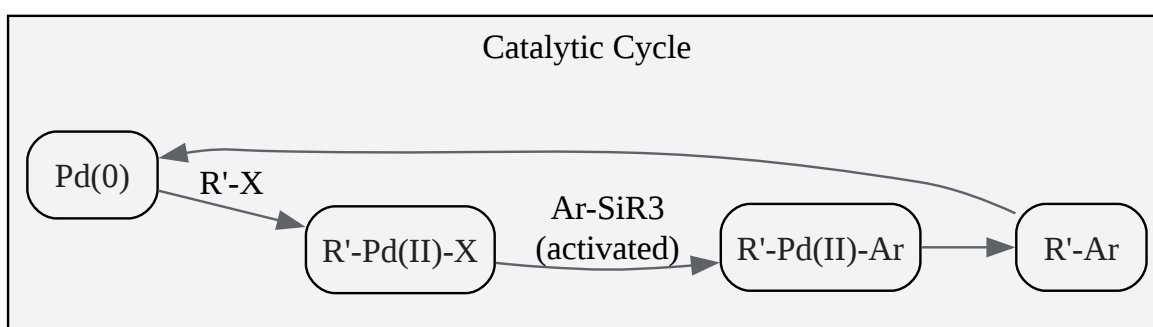 Catalytic Cycle
Pd(0)
R'-X
R'-Pd(II)-X
Ar-SiR3
(activated)
R'-Pd(II)-Ar
R'-Ar